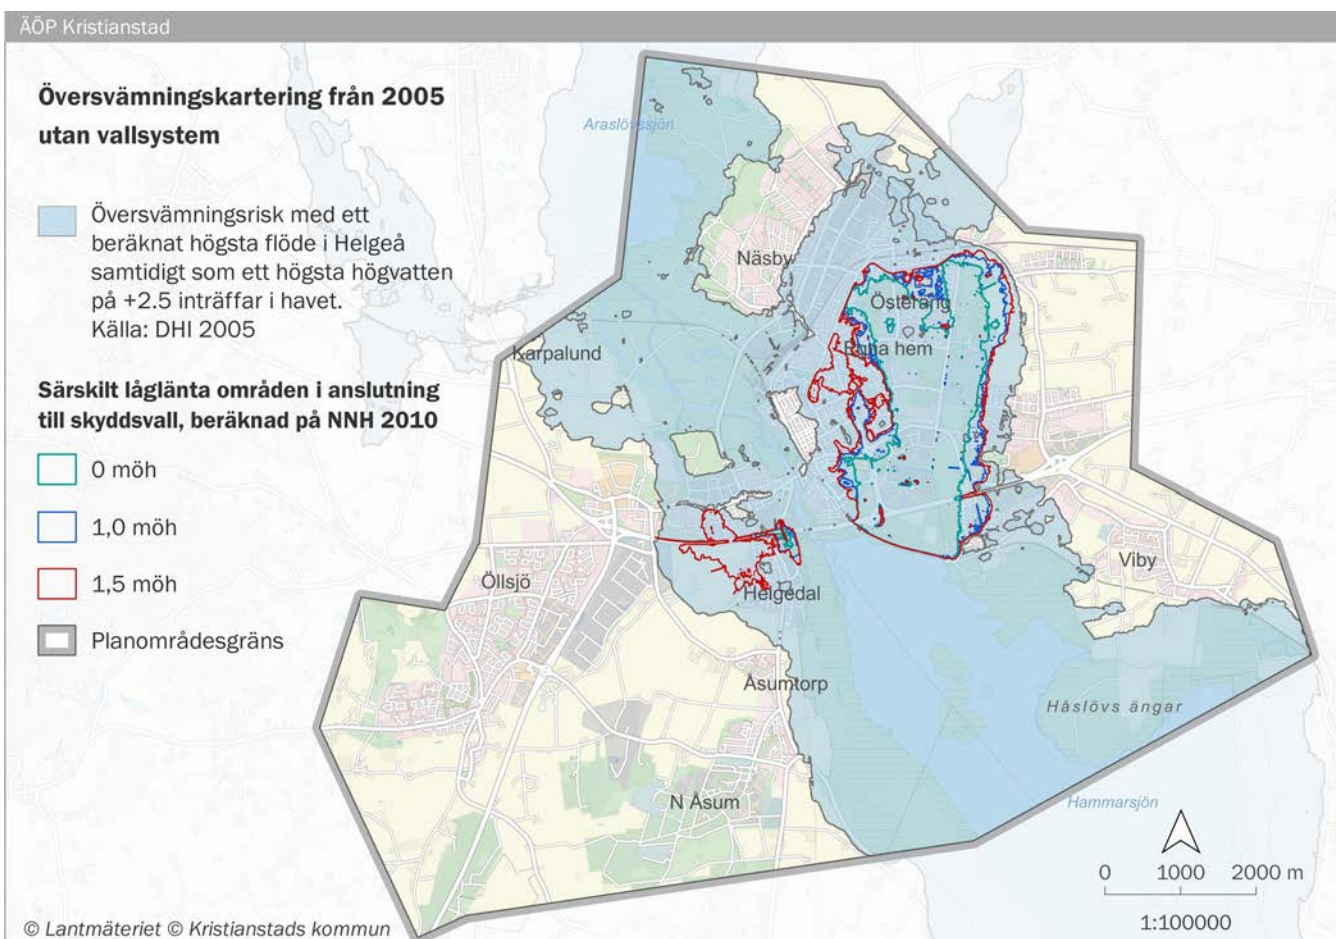 ÄÖP Kristianstad
Översvämningskartering från 2005
utan vallsystem
Översvämningsrisk med ett
beräknat högsta flöde i Helgeå
samtidigt som ett högsta högvatten
på +2.5 inträffar i havet.
Källa: DHI 2005
Särskilt låglänta områden i anslutning
till skyddsvall, beräknad på NNH 2010
0 möh
1,0 möh
1,5 möh
Planområdesgräns
Araslövssjön
Näsby
Österäng
Karpalund
hem
Öllsjö
Helgedal
Viby
Åsumtorp
Håslövs ängar
N Åsum
Hammarsjön
0 1000 2000 m
1:100000
© Lantmäteriet © Kristianstads kommun